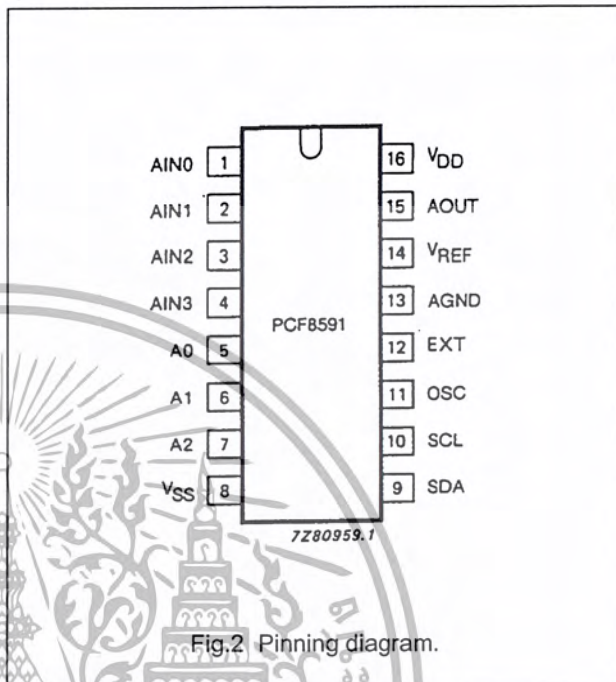 AIN0 1
AIN1 2
AIN2 3
AIN3 4
A0 5
A1 6
A2 7
VSS 8
PCF8591
16 VDD
15 AOUT
14 VREF
13 AGND
12 EXT
11 OSC
10 SCL
9 SDA
7Z80959.1
Fig.2 Pinning diagram.